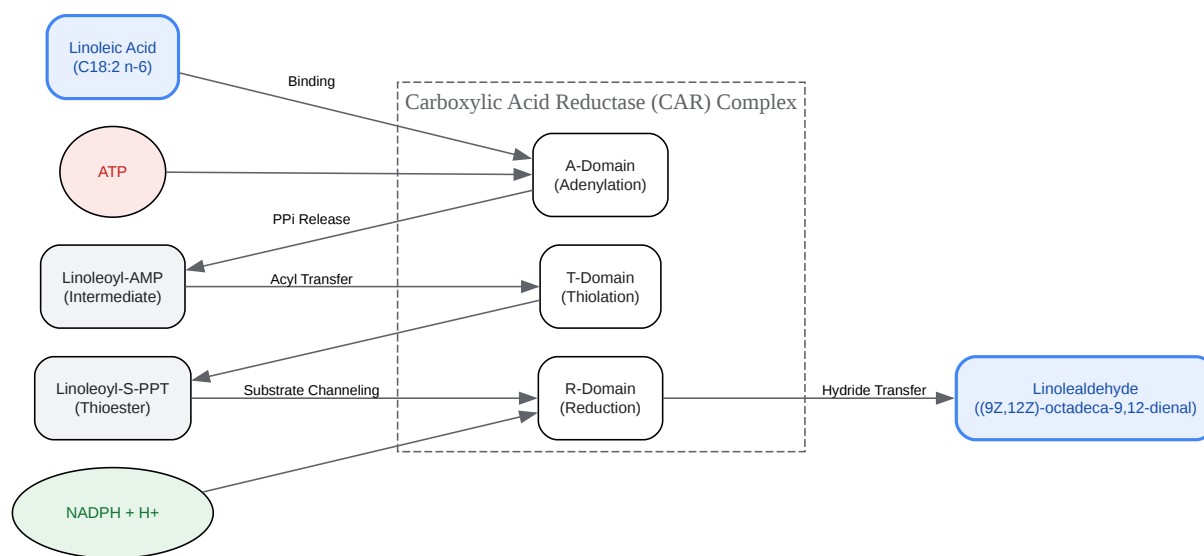 Linoleic Acid
(C18:2 n-6)
Binding
Carboxylic Acid Reductase (CAR) Complex
ATP
A-Domain
(Adenylation)
PPi Release
Linoleoyl-AMP
(Intermediate)
Acyl Transfer
T-Domain
(Thiolation)
Linoleoyl-S-PPT
(Thioester)
Substrate Channeling
R-Domain
(Reduction)
Hydride Transfer
Linolealdehyde
((9Z,12Z)-octadeca-9,12-dienal)
NADPH + H+